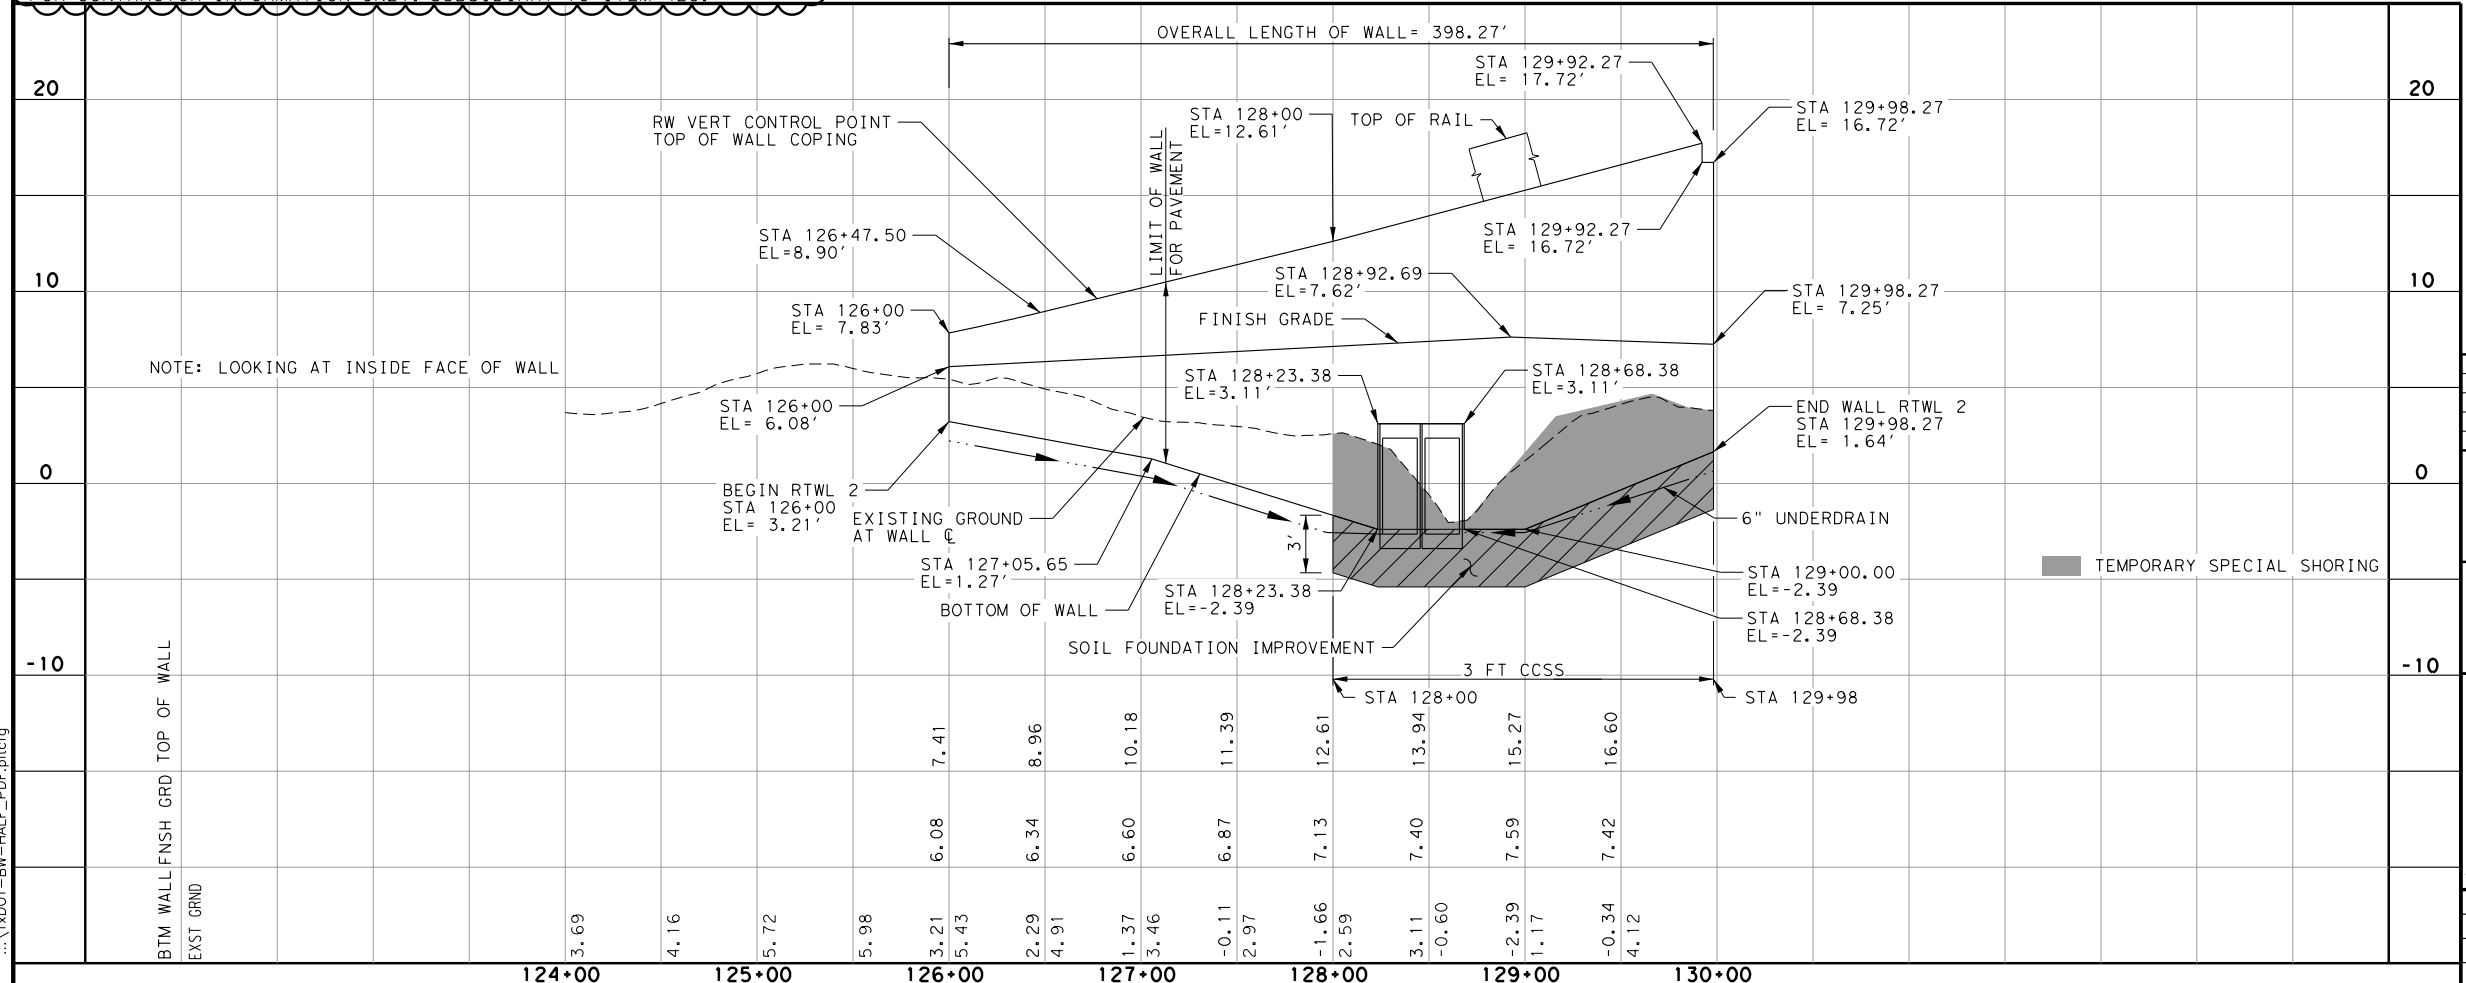 OVERALL LENGTH OF WALL= 398.27'
STA 129+92.27
EL= 17.72'
20
20
STA 128+00
EL=12.61'
TOP OF RAIL
STA 129+98.27
EL= 16.72'
RW VERT CONTROL POINT
TOP OF WALL COPING
LIMIT OF WALL
FOR PAVEMENT
STA 126+47.50
EL=8.90'
STA 129+92.27
EL= 16.72'
10
10
STA 128+92.69
EL=7.62'
STA 129+98.27
EL= 7.25'
STA 126+00
EL= 7.83'
FINISH GRADE
NOTE: LOOKING AT INSIDE FACE OF WALL
STA 128+23.38
EL=3.11'
STA 128+68.38
EL=3.11'
STA 126+00
EL= 6.08'
END WALL RTWL 2
STA 129+98.27
EL= 1.64'
0
0
BEGIN RTWL 2
STA 126+00
EL= 3.21'
EXISTING GROUND
AT WALL ℄
3'
6" UNDERDRAIN
STA 127+05.65
EL=1.27'
TEMPORARY SPECIAL SHORING
STA 129+00.00
EL=-2.39
BOTTOM OF WALL
STA 128+23.38
EL=-2.39
STA 128+68.38
EL=-2.39
SOIL FOUNDATION IMPROVEMENT
-10
-10
3 FT CCSS
STA 128+00
STA 129+98
BTM WALL FNSH GRD TOP OF WALL
EXST GRND
7.41 8.96 10.18 11.39 12.61 13.94 15.27 16.60
6.08 6.34 6.60 6.87 7.13 7.40 7.59 7.42
3.69 4.16 5.72 5.98 3.21 5.43 2.29 4.91 1.37 3.46 -0.11 2.97 -1.66 2.59 3.11 -0.60 -2.39 1.17 -0.34 4.12
124+00 125+00 126+00 127+00 128+00 129+00 130+00